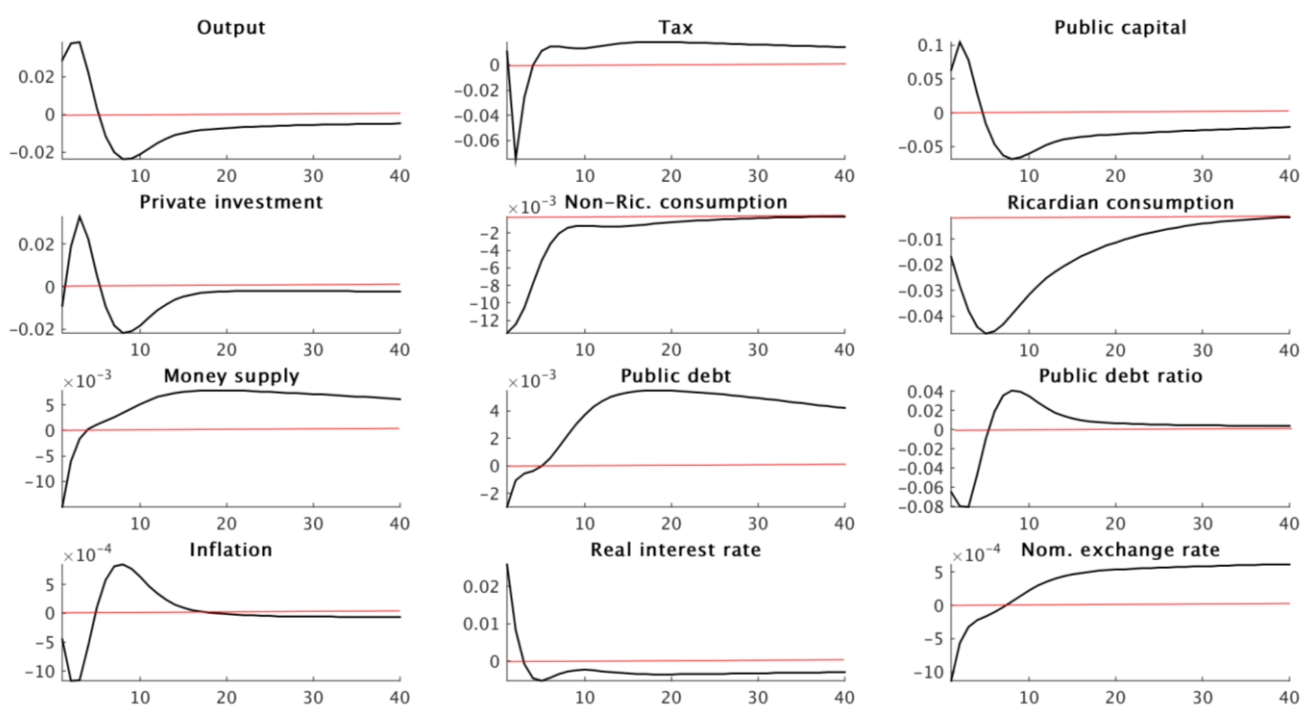 Output
0.02
0
−0.02
10 20 30 40
Tax
0
−0.02
−0.04
−0.06
10 20 30 40
Public capital
0.1
0.05
0
−0.05
10 20 30 40
Private investment
0.02
0
−0.02
10 20 30 40
×10⁻³ Non-Ric. consumption
−2
−4
−6
−8
−10
−12
10 20 30 40
Ricardian consumption
−0.01
−0.02
−0.03
−0.04
10 20 30 40
×10⁻³ Money supply
5
0
−5
−10
10 20 30 40
×10⁻³ Public debt
4
2
0
−2
10 20 30 40
Public debt ratio
0.04
0.02
0
−0.02
−0.04
−0.06
−0.08
10 20 30 40
×10⁻⁴ Inflation
5
0
−5
−10
10 20 30 40
Real interest rate
0.02
0.01
0
10 20 30 40
×10⁻⁴ Nom. exchange rate
5
0
−5
−10
10 20 30 40